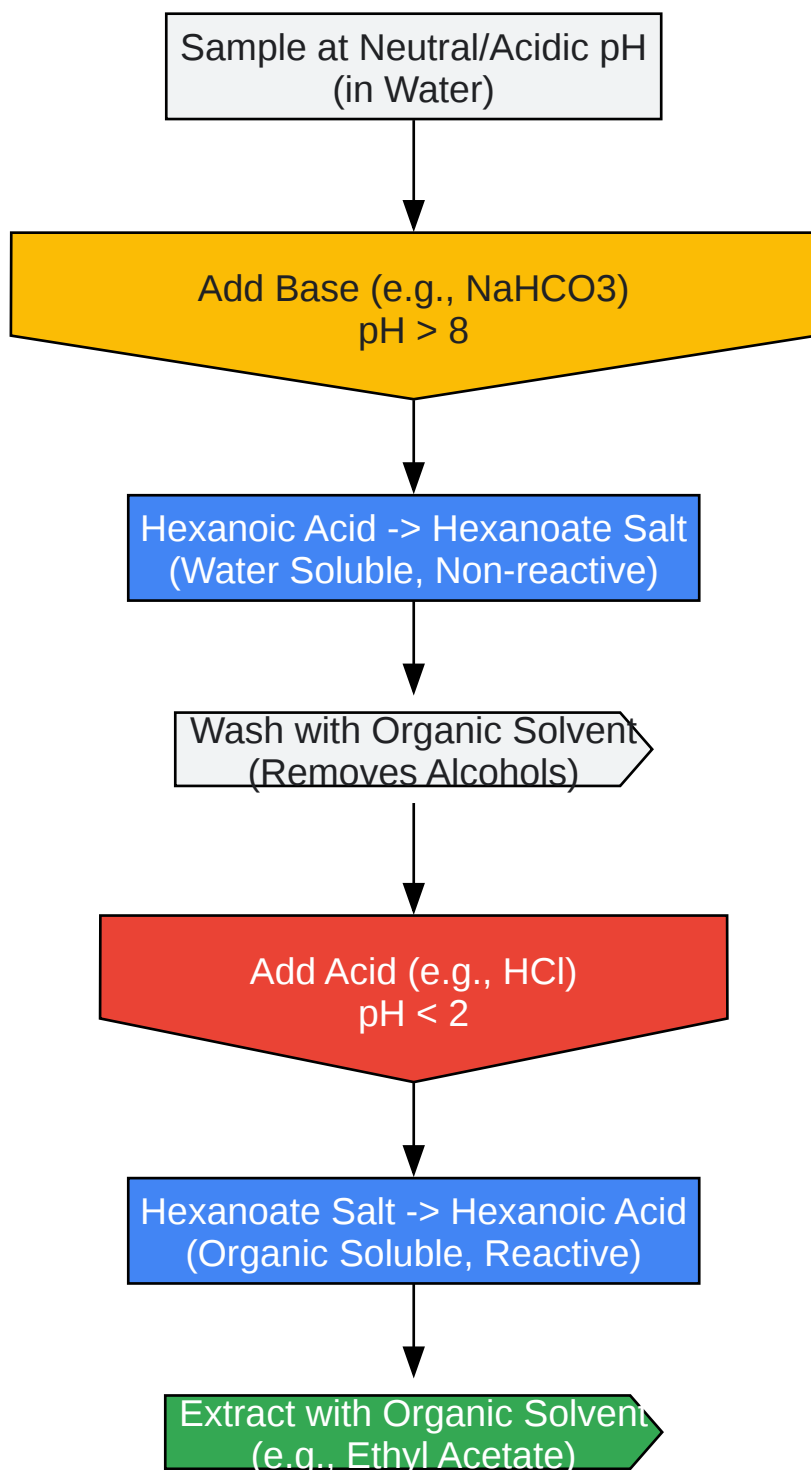 Sample at Neutral/Acidic pH
(in Water)
Add Base (e.g., NaHCO3)
pH > 8
Hexanoic Acid -> Hexanoate Salt
(Water Soluble, Non-reactive)
Wash with Organic Solvent
(Removes Alcohols)
Add Acid (e.g., HCl)
pH < 2
Hexanoate Salt -> Hexanoic Acid
(Organic Soluble, Reactive)
Extract with Organic Solvent
(e.g., Ethyl Acetate)